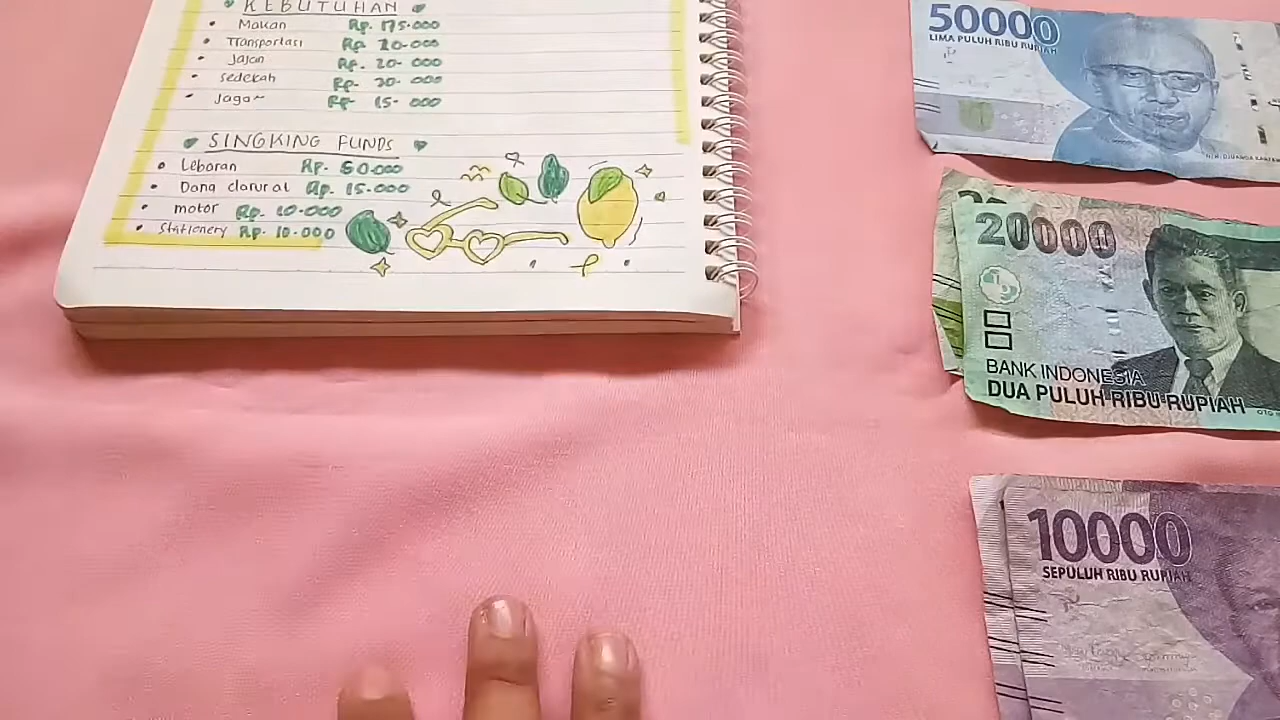 KEBUTUHAN
Makan Rp. 175.000
Transportasi Rp 20.000
Jajan Rp. 20.000
Sedekah Rp. 20.000
Jaga² Rp. 15.000
SINGKING FUNDS
Lebaran Rp. 50.000
Dana darurat Rp. 15.000
motor Rp. 10.000
Stationery Rp. 10.000
50000
LIMA PULUH RIBU RUPIAH
20000
BANK INDONESIA
DUA PULUH RIBU RUPIAH
10000
SEPULUH RIBU RUPIAH